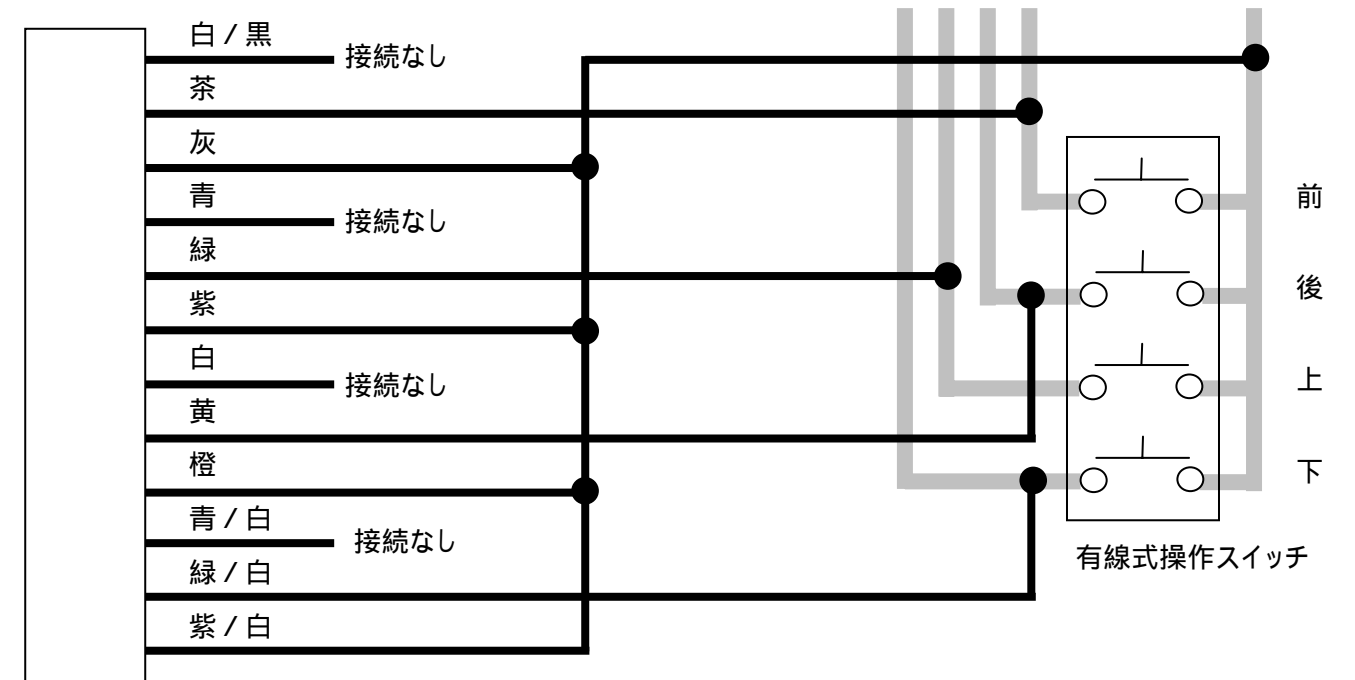 白 / 黒
接続なし
茶
灰
青
接続なし
緑
紫
白
接続なし
黄
橙
青 / 白
接続なし
緑 / 白
紫 / 白
前
後
上
下
有線式操作スイッチ